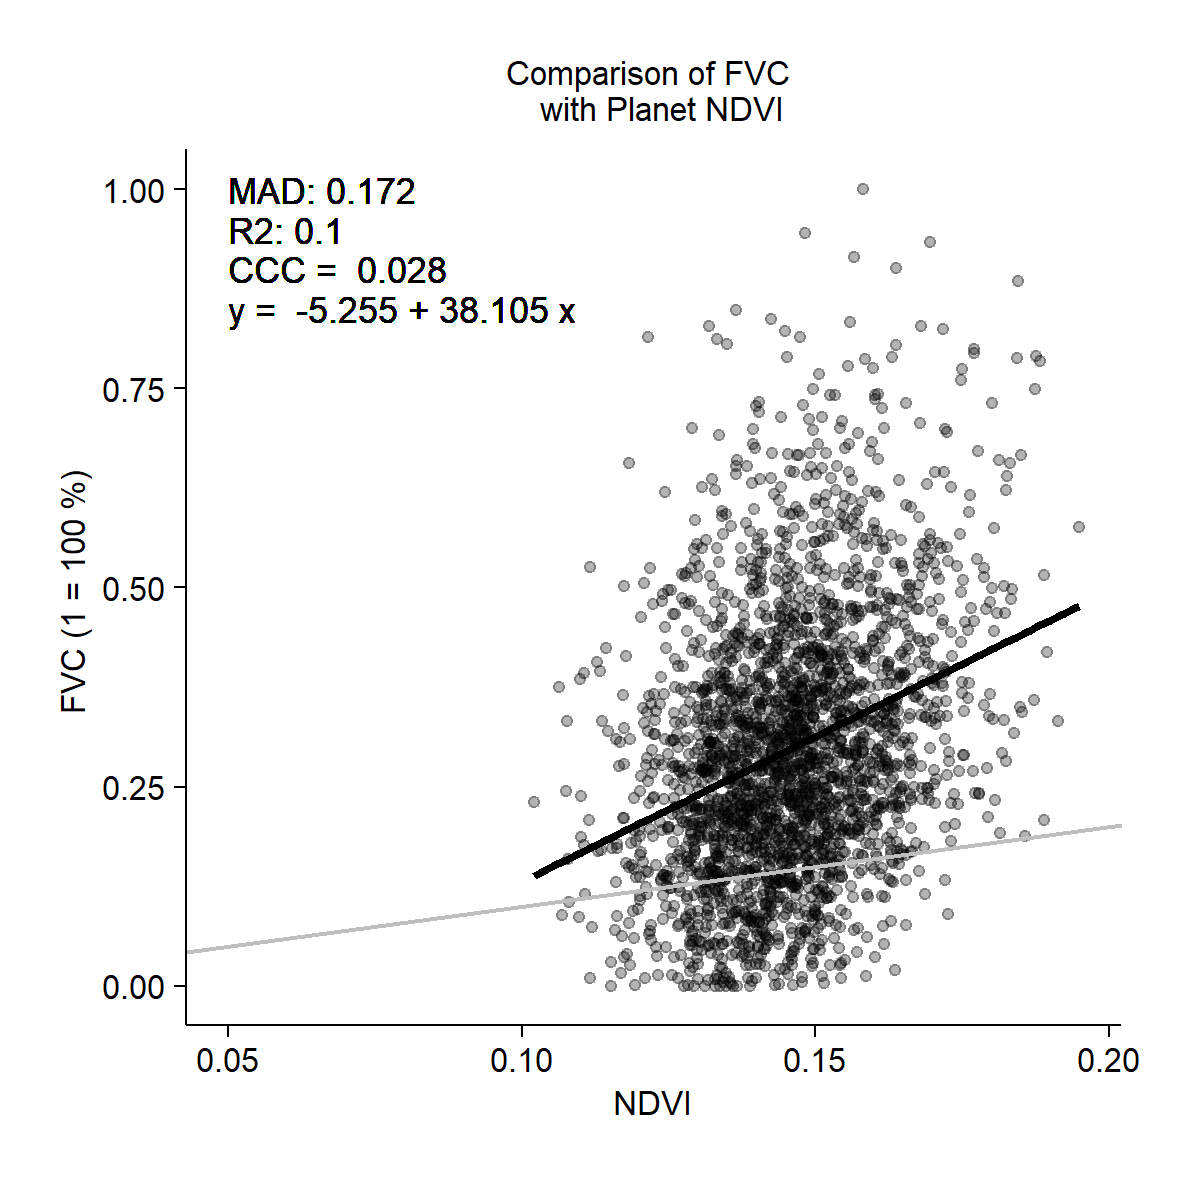 Comparison of FVC
with Planet NDVI
MAD: 0.172
R2: 0.1
CCC =  0.028
y =  -5.255 + 38.105 x
1.00
0.75
0.50
0.25
0.00
FVC (1 = 100 %)
0.05 0.10 0.15 0.20
NDVI